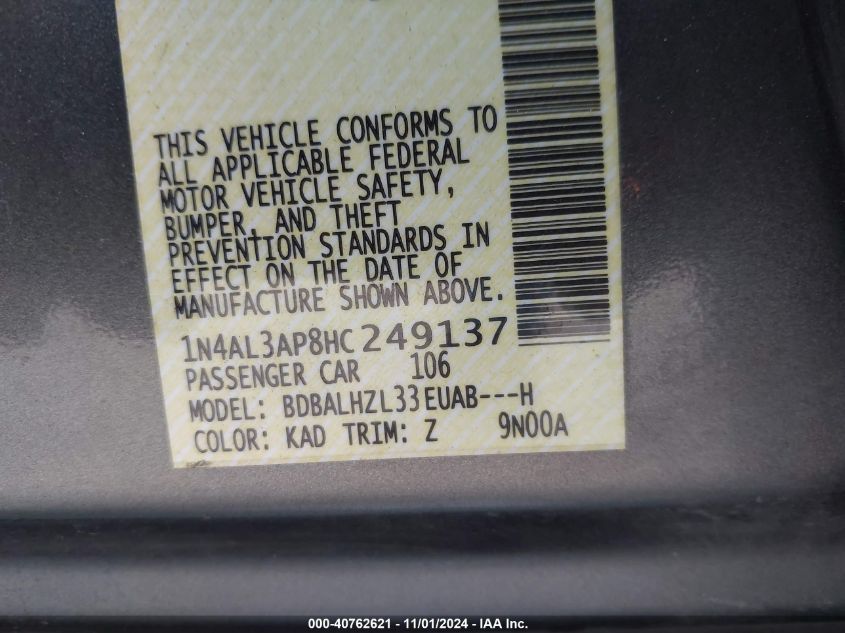 THIS VEHICLE CONFORMS TO
ALL APPLICABLE FEDERAL
MOTOR VEHICLE SAFETY,
BUMPER, AND THEFT
PREVENTION STANDARDS IN
EFFECT ON THE DATE OF
MANUFACTURE SHOWN ABOVE.
1N4AL3AP8HC249137
PASSENGER CAR 106
MODEL: BDBALHZL33EUAB---H
COLOR: KAD TRIM: Z 9N00A
000-40762621 - 11/01/2024 - IAA Inc.